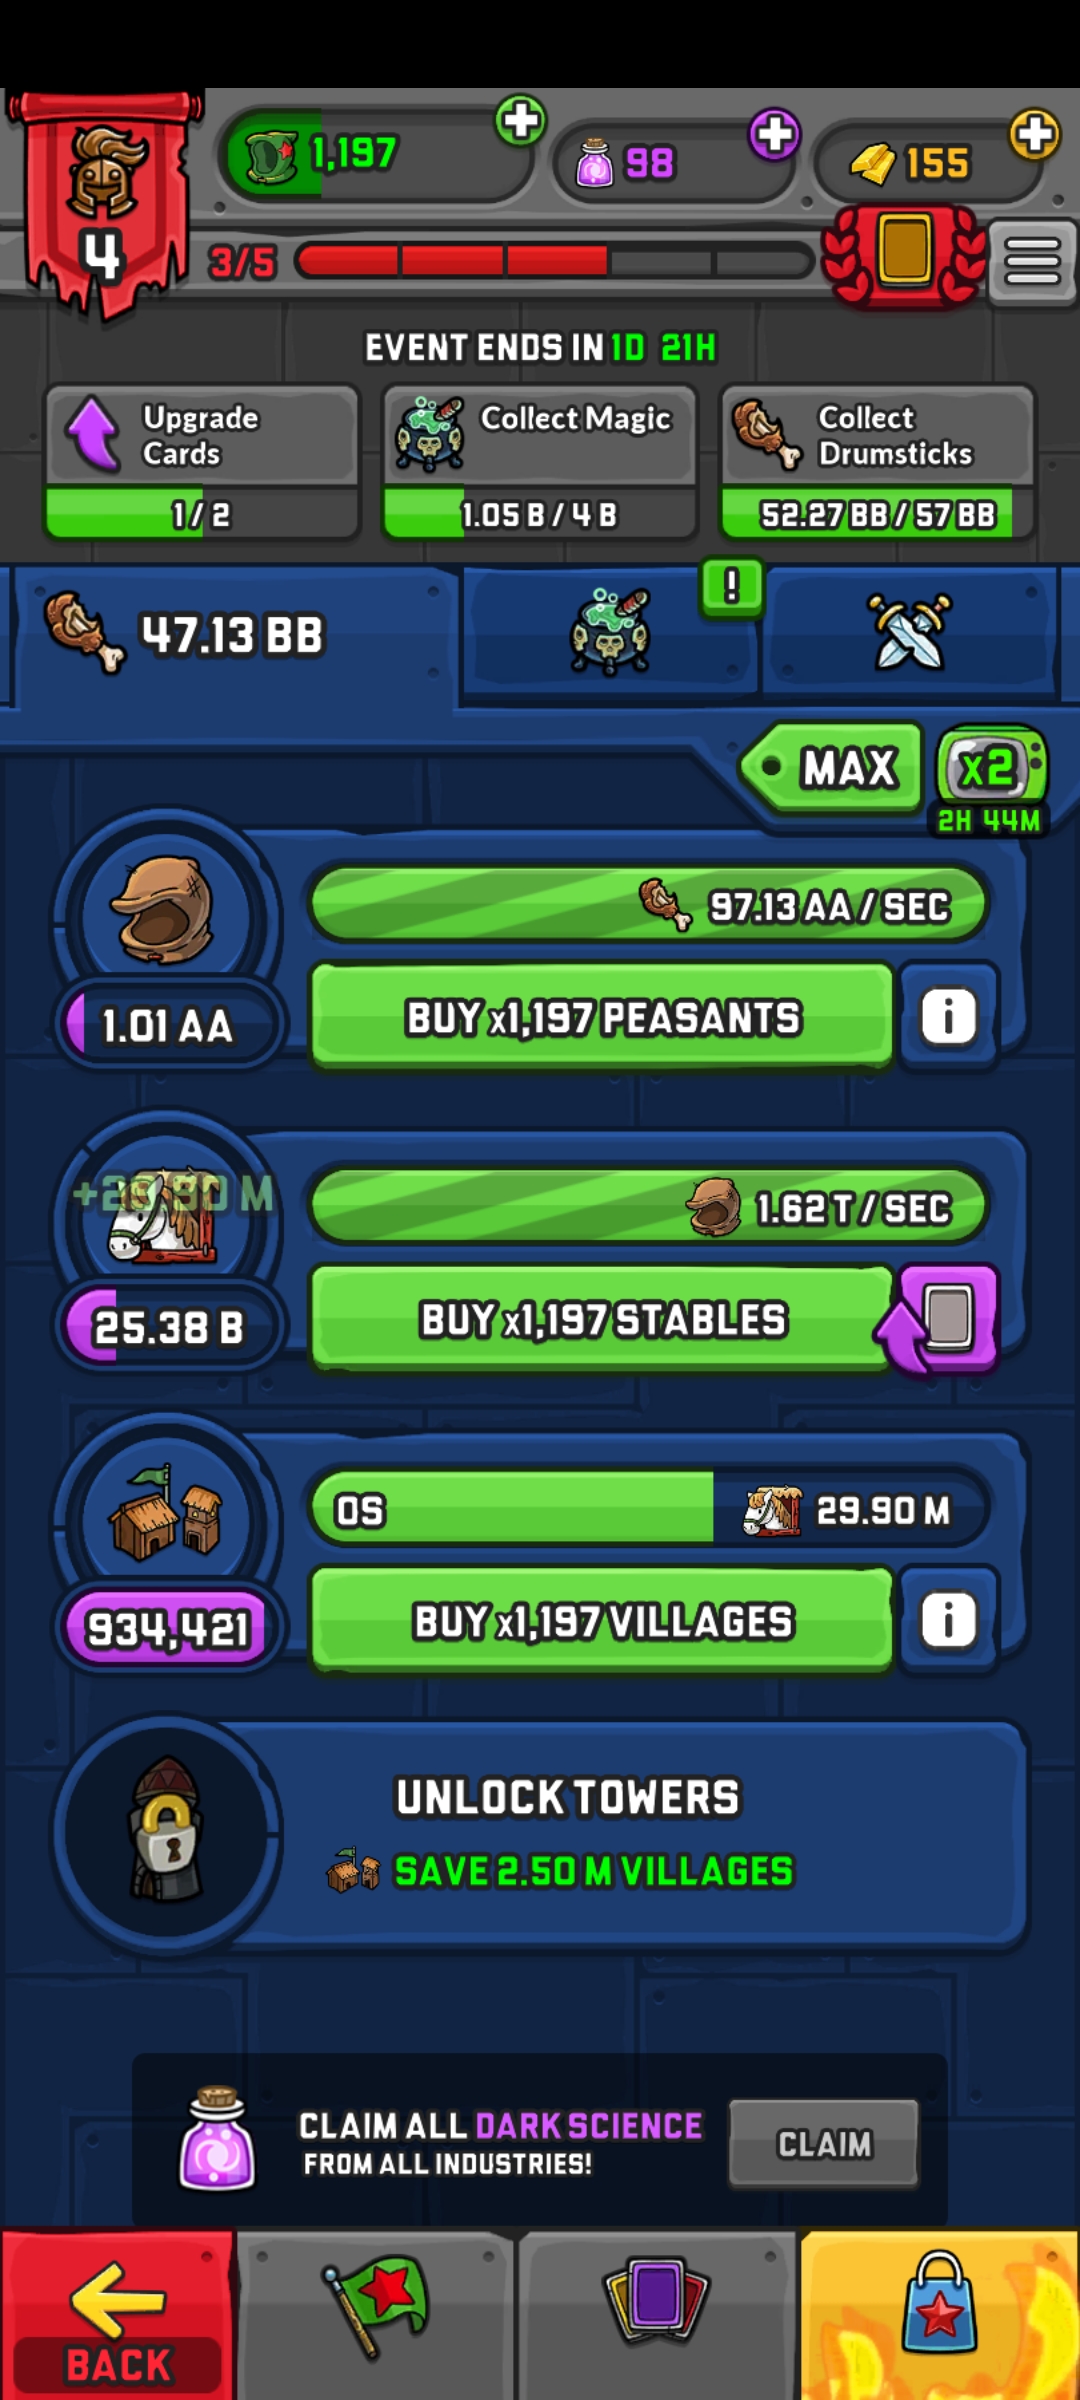 1,197
98
155
4
3/5
EVENT ENDS IN 1D 21H
Upgrade
Cards
1/2
Collect Magic
1.05 B/4 B
Collect
Drumsticks
52.27 BB/57 BB
47.13 BB
!
MAX
x2
2H 44M
97.13 AA / SEC
1.01 AA
BUY x1,197 PEASANTS
i
+29.90 M
1.62 T / SEC
25.38 B
BUY x1,197 STABLES
0S
29.90 M
934,421
BUY x1,197 VILLAGES
i
UNLOCK TOWERS
SAVE 2.50 M VILLAGES
CLAIM ALL DARK SCIENCE
FROM ALL INDUSTRIES!
CLAIM
BACK